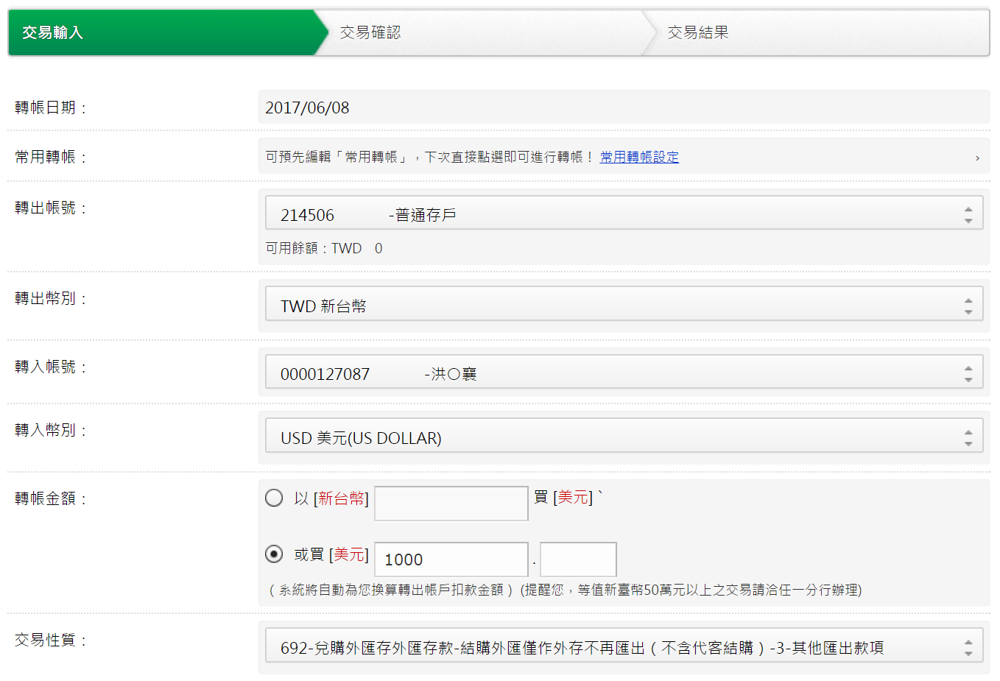 交易輸入 交易確認 交易結果
轉帳日期： 2017/06/08
常用轉帳： 可預先編輯「常用轉帳」，下次直接點選即可進行轉帳！ 常用轉帳設定 ›
轉出帳號： 214506 -普通存戶
可用餘額：TWD 0
轉出幣別： TWD 新台幣
轉入帳號： 0000127087 -洪〇襄
轉入幣別： USD 美元(US DOLLAR)
轉帳金額： 以 [新台幣] 買 [美元] `
或買 [美元] 1000 .
（系統將自動為您換算轉出帳戶扣款金額）(提醒您，等值新臺幣50萬元以上之交易請洽任一分行辦理)
交易性質： 692-兌購外匯存外匯存款-結購外匯僅作外存不再匯出（不含代客結購）-3-其他匯出款項